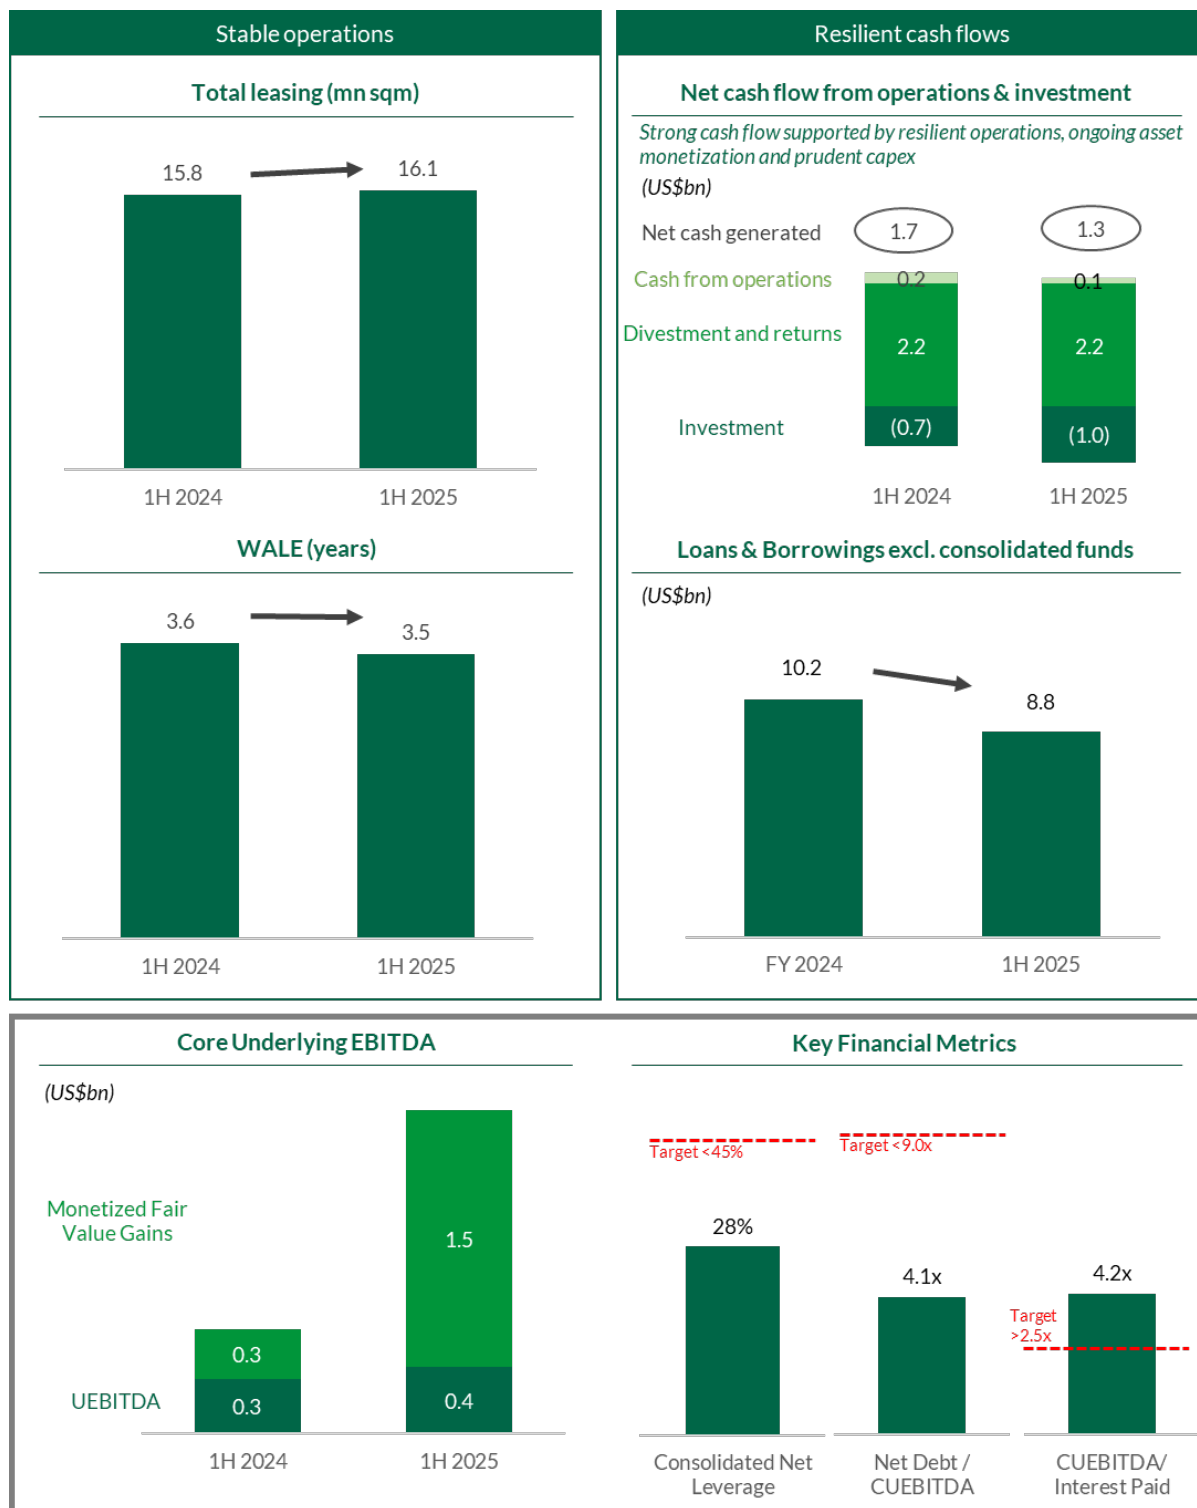 Stable operations
Total leasing (mn sqm)
15.8
16.1
1H 2024
1H 2025
WALE (years)
3.6
3.5
1H 2024
1H 2025
Resilient cash flows
Net cash flow from operations & investment
Strong cash flow supported by resilient operations, ongoing asset
monetization and prudent capex
(US$bn)
Net cash generated
1.7
1.3
Cash from operations
0.2
0.1
Divestment and returns
2.2
2.2
Investment
(0.7)
(1.0)
1H 2024
1H 2025
Loans & Borrowings excl. consolidated funds
(US$bn)
10.2
8.8
FY 2024
1H 2025
Core Underlying EBITDA
(US$bn)
Monetized Fair
Value Gains
1.5
0.3
UEBITDA
0.3
0.4
1H 2024
1H 2025
Key Financial Metrics
Target <45%
Target <9.0x
28%
4.1x
4.2x
Target
>2.5x
Consolidated Net
Leverage
Net Debt /
CUEBITDA
CUEBITDA/
Interest Paid